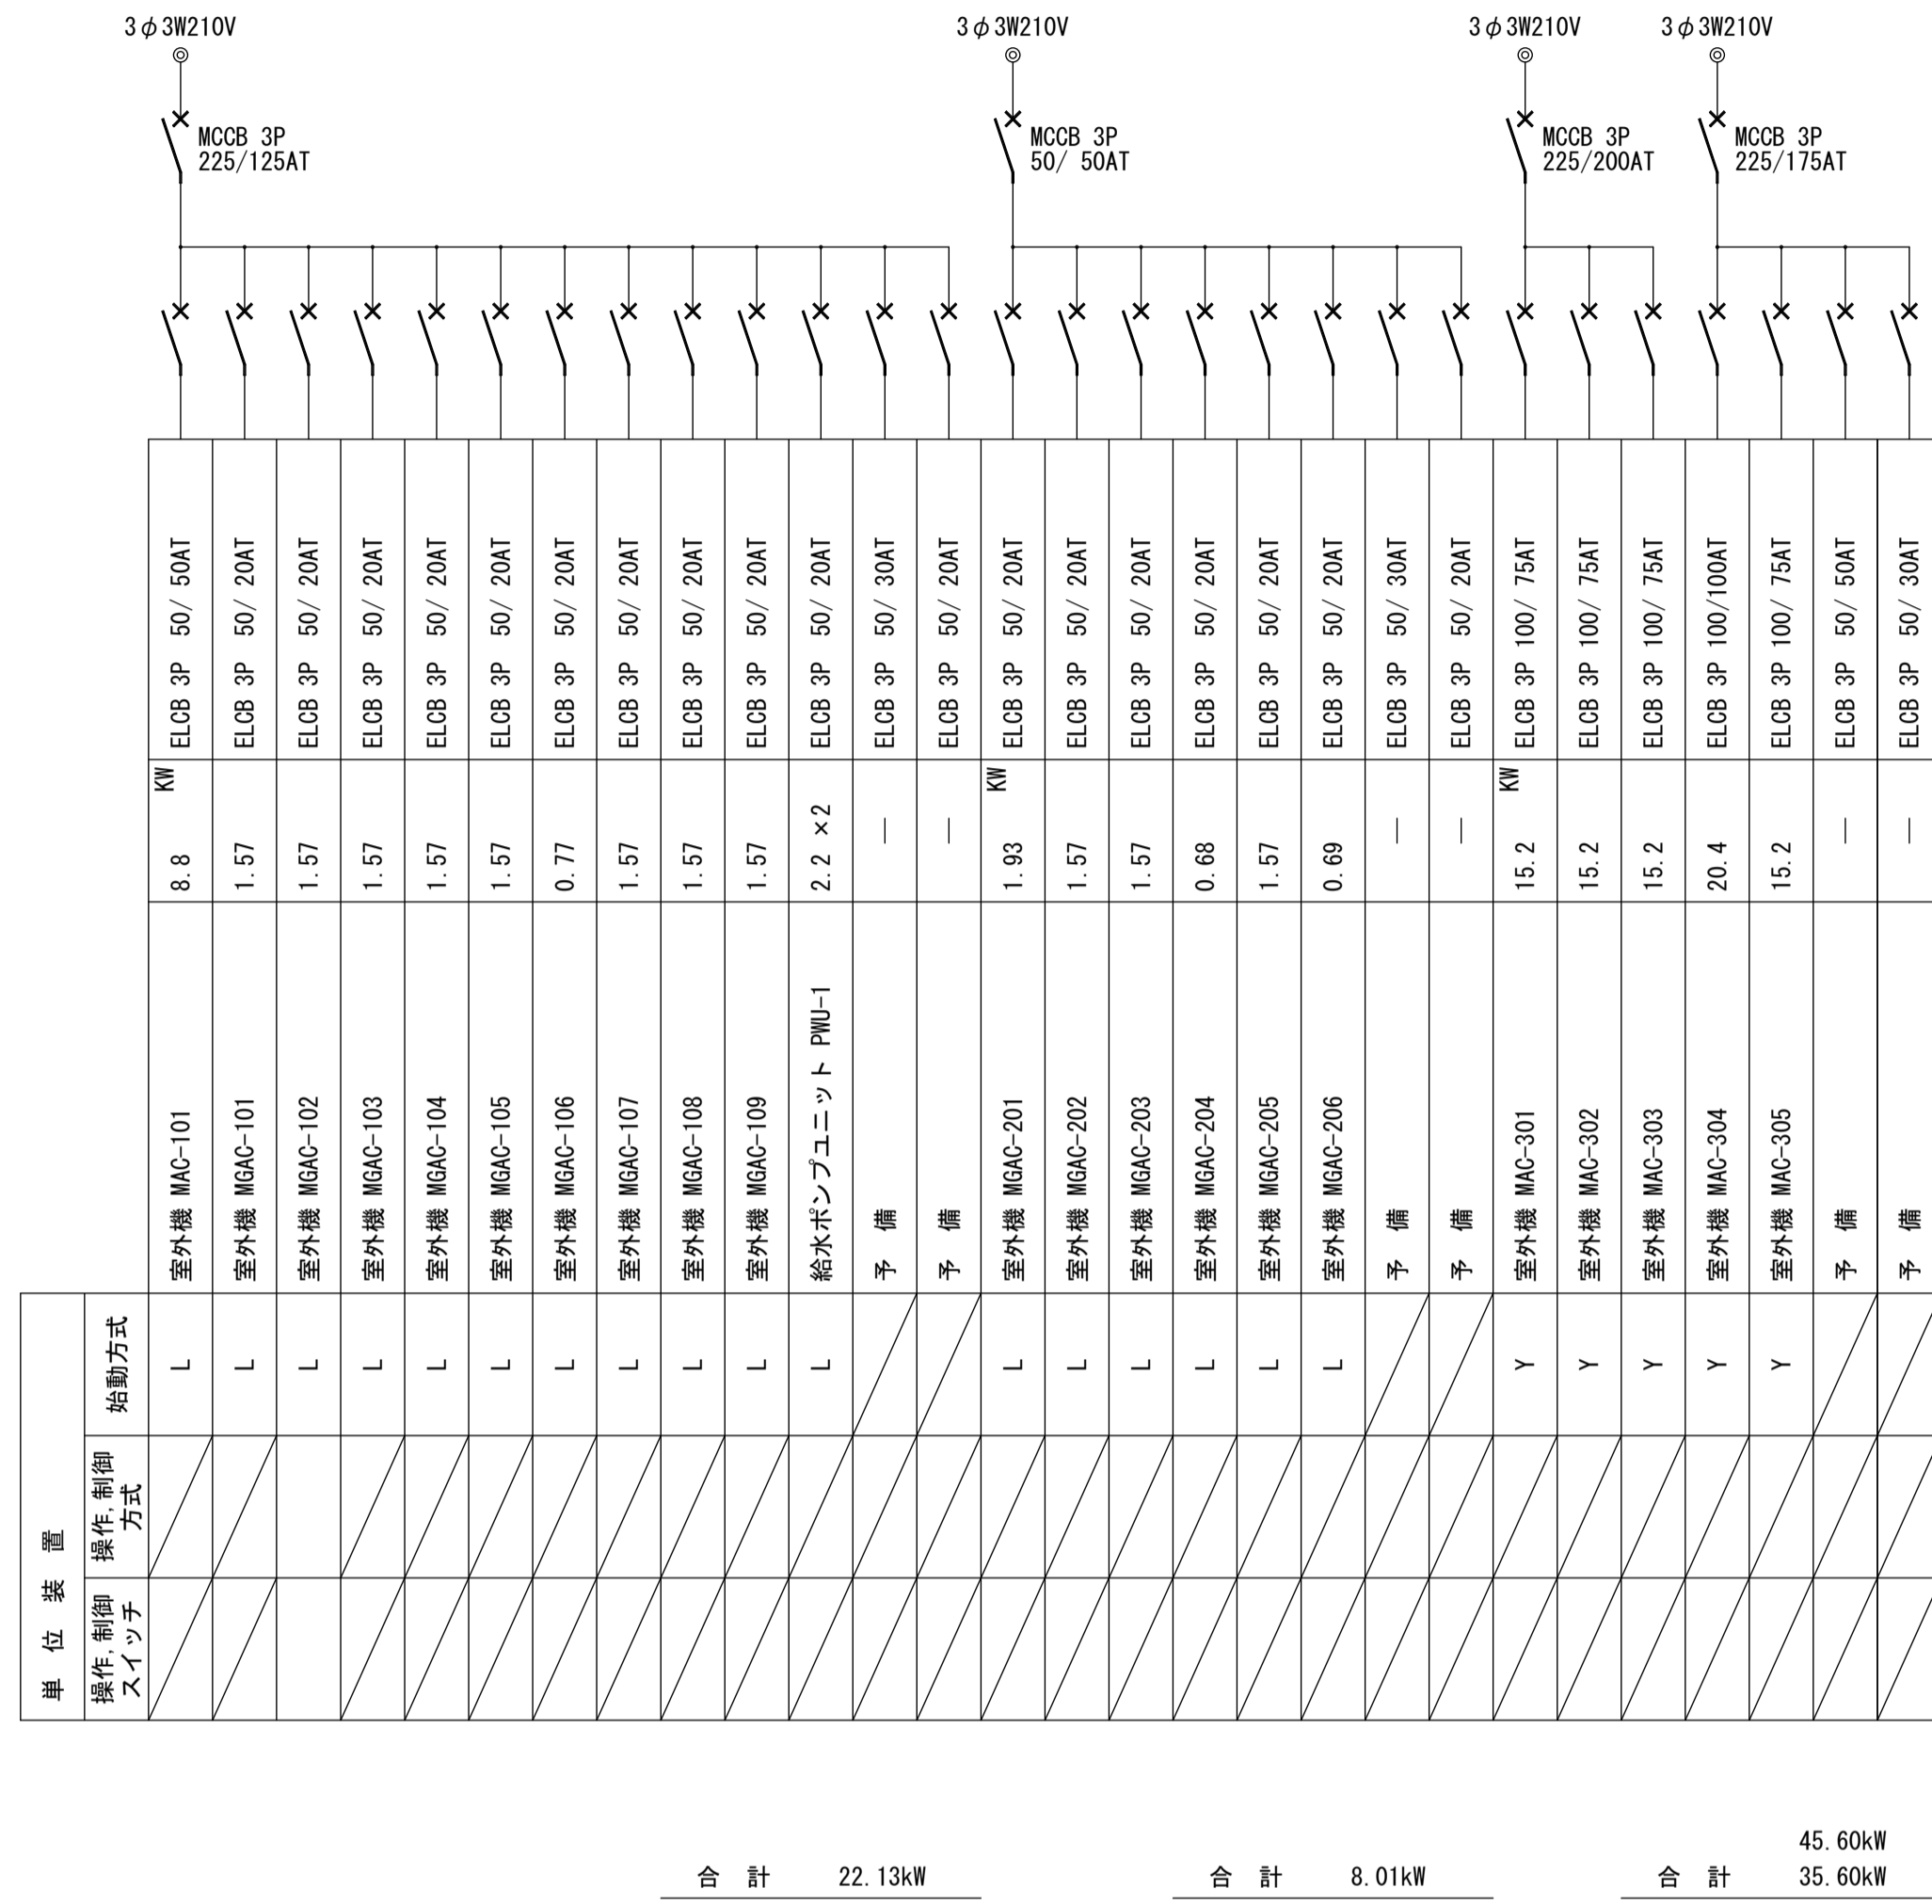 3φ3W210V
MCCB 3P
225/125AT
3φ3W210V
MCCB 3P
50/ 50AT
3φ3W210V
MCCB 3P
225/200AT
3φ3W210V
MCCB 3P
225/175AT
単 位 装 置
始動方式
操作,制御
方式
操作,制御
スイッチ
ELCB 3P 50/ 50AT
KW
8.8
室外機 MAC-101
L
ELCB 3P 50/ 20AT
1.57
室外機 MGAC-101
L
ELCB 3P 50/ 20AT
1.57
室外機 MGAC-102
L
ELCB 3P 50/ 20AT
1.57
室外機 MGAC-103
L
ELCB 3P 50/ 20AT
1.57
室外機 MGAC-104
L
ELCB 3P 50/ 20AT
1.57
室外機 MGAC-105
L
ELCB 3P 50/ 20AT
0.77
室外機 MGAC-106
L
ELCB 3P 50/ 20AT
1.57
室外機 MGAC-107
L
ELCB 3P 50/ 20AT
1.57
室外機 MGAC-108
L
ELCB 3P 50/ 20AT
1.57
室外機 MGAC-109
L
ELCB 3P 50/ 20AT
2.2 ×2
給水ポンプユニット PWU-1
L
ELCB 3P 50/ 30AT
—
予 備
ELCB 3P 50/ 20AT
—
予 備
ELCB 3P 50/ 20AT
KW
1.93
室外機 MGAC-201
L
ELCB 3P 50/ 20AT
1.57
室外機 MGAC-202
L
ELCB 3P 50/ 20AT
1.57
室外機 MGAC-203
L
ELCB 3P 50/ 20AT
0.68
室外機 MGAC-204
L
ELCB 3P 50/ 20AT
1.57
室外機 MGAC-205
L
ELCB 3P 50/ 20AT
0.69
室外機 MGAC-206
L
ELCB 3P 50/ 30AT
—
予 備
ELCB 3P 50/ 20AT
—
予 備
ELCB 3P 100/ 75AT
KW
15.2
室外機 MAC-301
Y
ELCB 3P 100/ 75AT
15.2
室外機 MAC-302
Y
ELCB 3P 100/ 75AT
15.2
室外機 MAC-303
Y
ELCB 3P 100/100AT
20.4
室外機 MAC-304
Y
ELCB 3P 100/ 75AT
15.2
室外機 MAC-305
Y
ELCB 3P 50/ 50AT
—
予 備
ELCB 3P 50/ 30AT
—
予 備
合 計 22.13kW
合 計 8.01kW
45.60kW
合 計 35.60kW